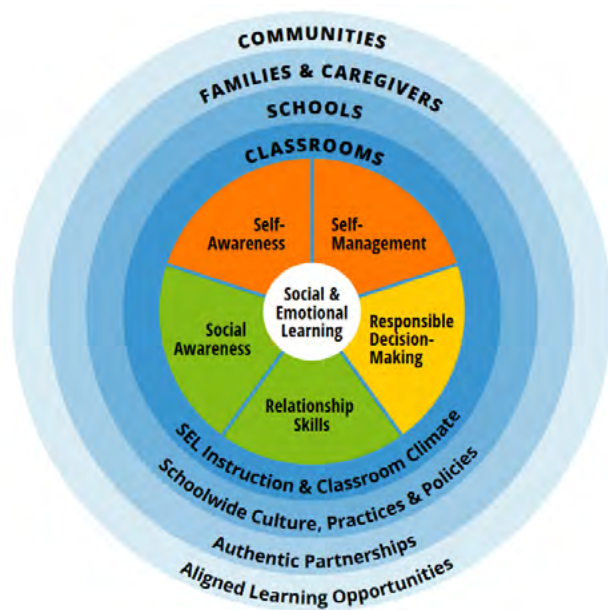 COMMUNITIES
FAMILIES & CAREGIVERS
SCHOOLS
CLASSROOMS
Self-
Awareness
Self-
Management
Social &
Emotional
Learning
Social
Awareness
Responsible
Decision-
Making
Relationship
Skills
SEL Instruction & Classroom Climate
Schoolwide Culture, Practices & Policies
Authentic Partnerships
Aligned Learning Opportunities